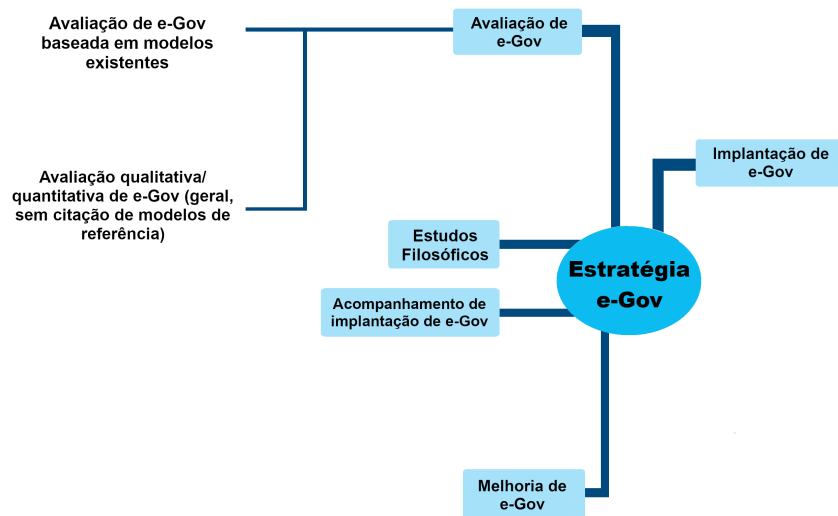 Avaliação de e-Gov
baseada em modelos
existentes
Avaliação de
e-Gov
Implantação de
e-Gov
Avaliação qualitativa/
quantitativa de e-Gov (geral,
sem citação de modelos de
referência)
Estudos
Filosóficos
Estratégia
e-Gov
Acompanhamento de
implantação de e-Gov
Melhoria de
e-Gov